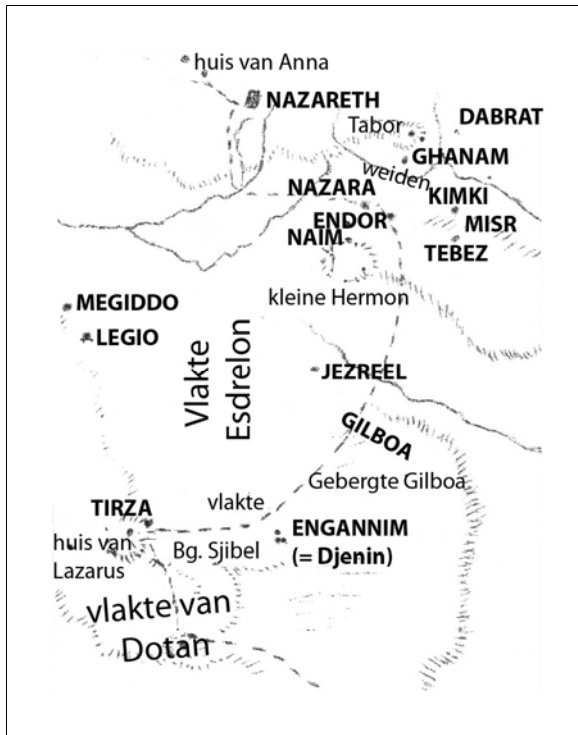 huis van Anna
NAZARETH
Tabor
DABRAT
GHANAM
weiden
NAZARA
KIMKI
ENDOR
MISR
NAIM
TEBEZ
kleine Hermon
MEGIDDO
LEGIO
Vlakte
Esdrelon
JEZREEL
GILBOA
Gebergte Gilboa
vlakte
TIRZA
ENGANNIM
(= Djenin)
huis van
Lazarus
Bg. Sjibel
vlakte van
Dotan